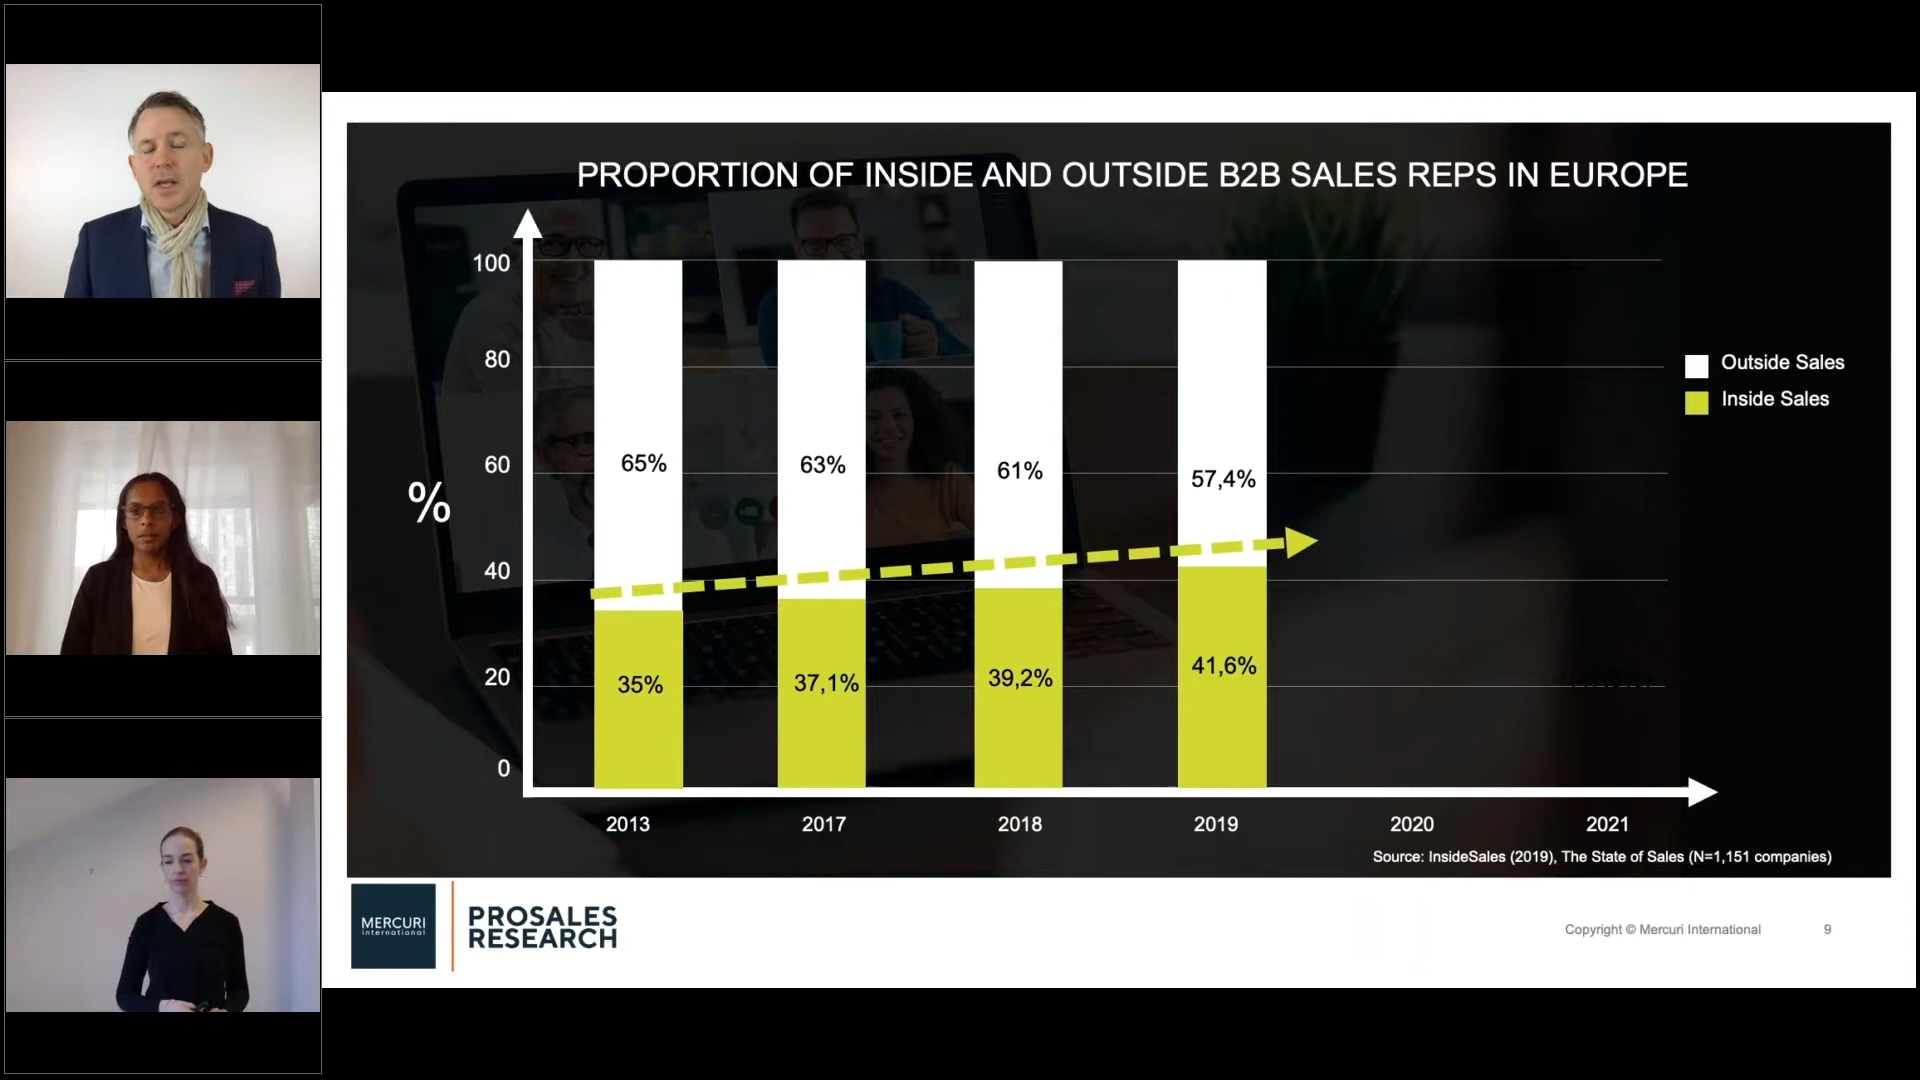 PROPORTION OF INSIDE AND OUTSIDE B2B SALES REPS IN EUROPE
100
80
60
40
20
0
%
65%
63%
61%
57,4%
35%
37,1%
39,2%
41,6%
Outside Sales
Inside Sales
2013
2017
2018
2019
2020
2021
Source: InsideSales (2019), The State of Sales (N=1,151 companies)
MERCURI
international
PROSALES
RESEARCH
Copyright © Mercuri International
9